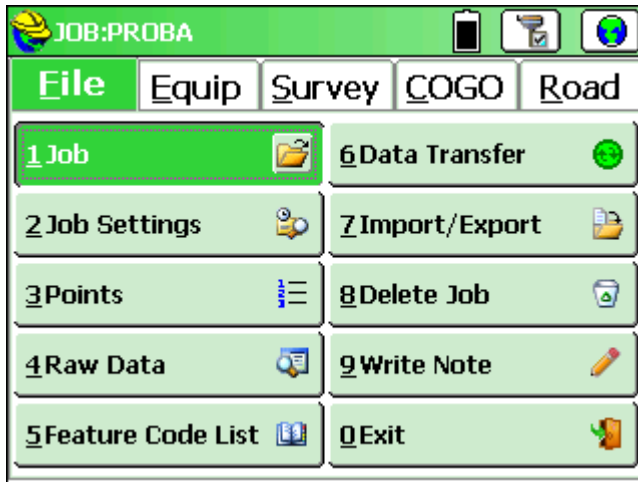 JOB:PROBA
File Equip Survey COGO Road
1 Job
2 Job Settings
3 Points
4 Raw Data
5 Feature Code List
6 Data Transfer
7 Import/Export
8 Delete Job
9 Write Note
0 Exit